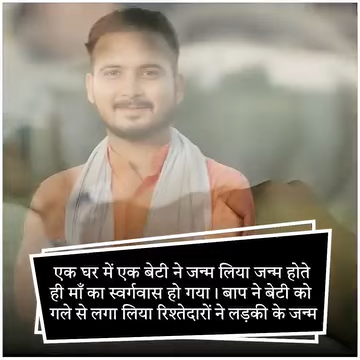 एक घर में एक बेटी ने जन्म लिया जन्म होते
ही माँ का स्वर्गवास हो गया। बाप ने बेटी को
गले से लगा लिया रिश्तेदारों ने लड़की के जन्म